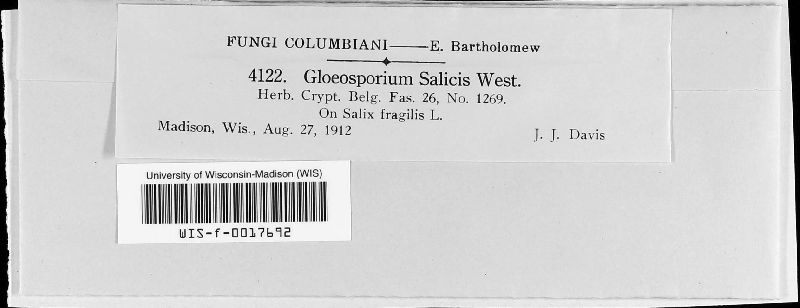 FUNGI COLUMBIANI——E. Bartholomew
4122. Gloeosporium Salicis West.
Herb. Crypt. Belg. Fas. 26, No. 1269.
On Salix fragilis L.
Madison, Wis., Aug. 27, 1912 J. J. Davis
University of Wisconsin-Madison (WIS)
WIS-f-0017692